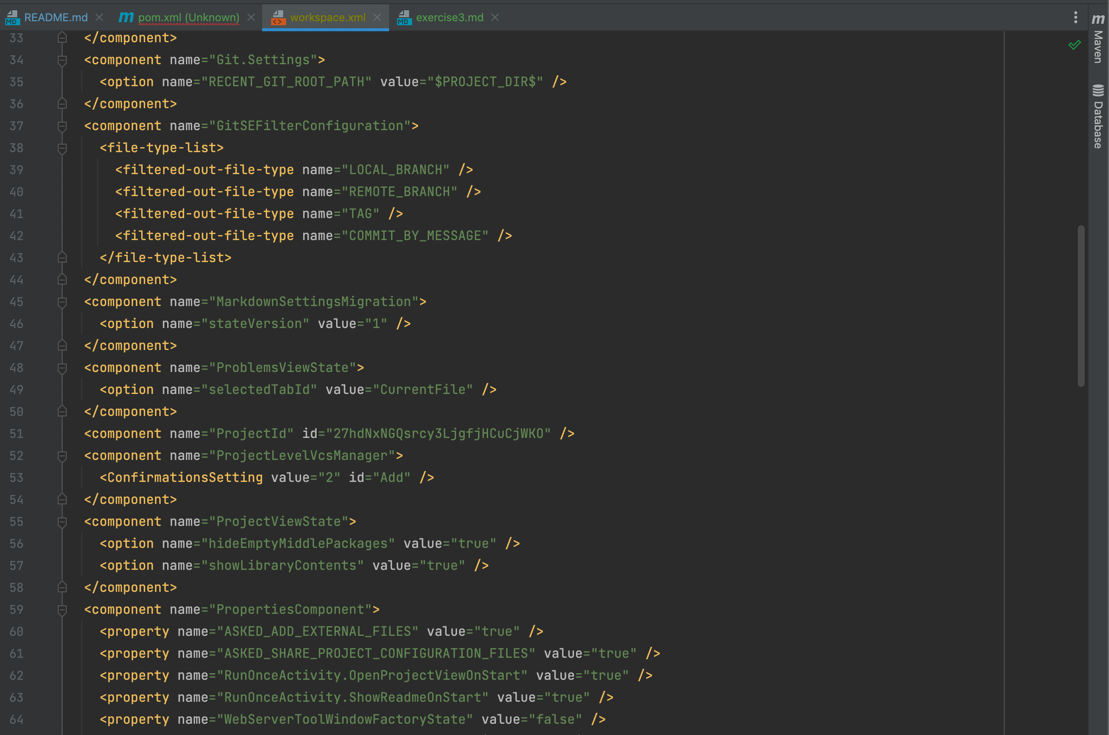 README.md
pom.xml (Unknown)
workspace.xml
exercise3.md
33 </component>
34 <component name="Git.Settings">
35 <option name="RECENT_GIT_ROOT_PATH" value="$PROJECT_DIR$" />
36 </component>
37 <component name="GitSEFilterConfiguration">
38 <file-type-list>
39 <filtered-out-file-type name="LOCAL_BRANCH" />
40 <filtered-out-file-type name="REMOTE_BRANCH" />
41 <filtered-out-file-type name="TAG" />
42 <filtered-out-file-type name="COMMIT_BY_MESSAGE" />
43 </file-type-list>
44 </component>
45 <component name="MarkdownSettingsMigration">
46 <option name="stateVersion" value="1" />
47 </component>
48 <component name="ProblemsViewState">
49 <option name="selectedTabId" value="CurrentFile" />
50 </component>
51 <component name="ProjectId" id="27hdNxNGQsrcy3LjgfjHCuCjWKO" />
52 <component name="ProjectLevelVcsManager">
53 <ConfirmationsSetting value="2" id="Add" />
54 </component>
55 <component name="ProjectViewState">
56 <option name="hideEmptyMiddlePackages" value="true" />
57 <option name="showLibraryContents" value="true" />
58 </component>
59 <component name="PropertiesComponent">
60 <property name="ASKED_ADD_EXTERNAL_FILES" value="true" />
61 <property name="ASKED_SHARE_PROJECT_CONFIGURATION_FILES" value="true" />
62 <property name="RunOnceActivity.OpenProjectViewOnStart" value="true" />
63 <property name="RunOnceActivity.ShowReadmeOnStart" value="true" />
64 <property name="WebServerToolWindowFactoryState" value="false" />
Maven
Database